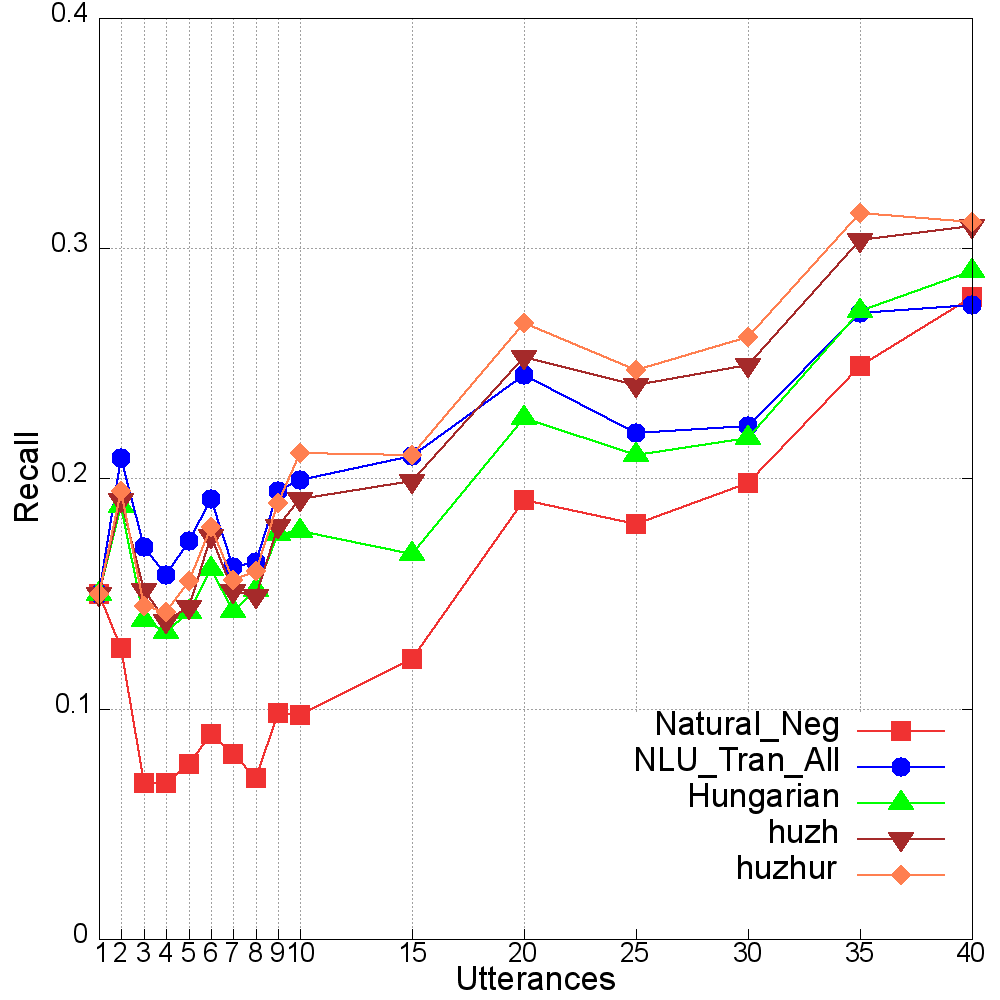 0.4
0.3
0.2
0.1
0
Recall
Natural_Neg
NLU_Tran_All
Hungarian
huzh
huzhur
1 2 3 4 5 6 7 8 9 10 15 20 25 30 35 40
Utterances